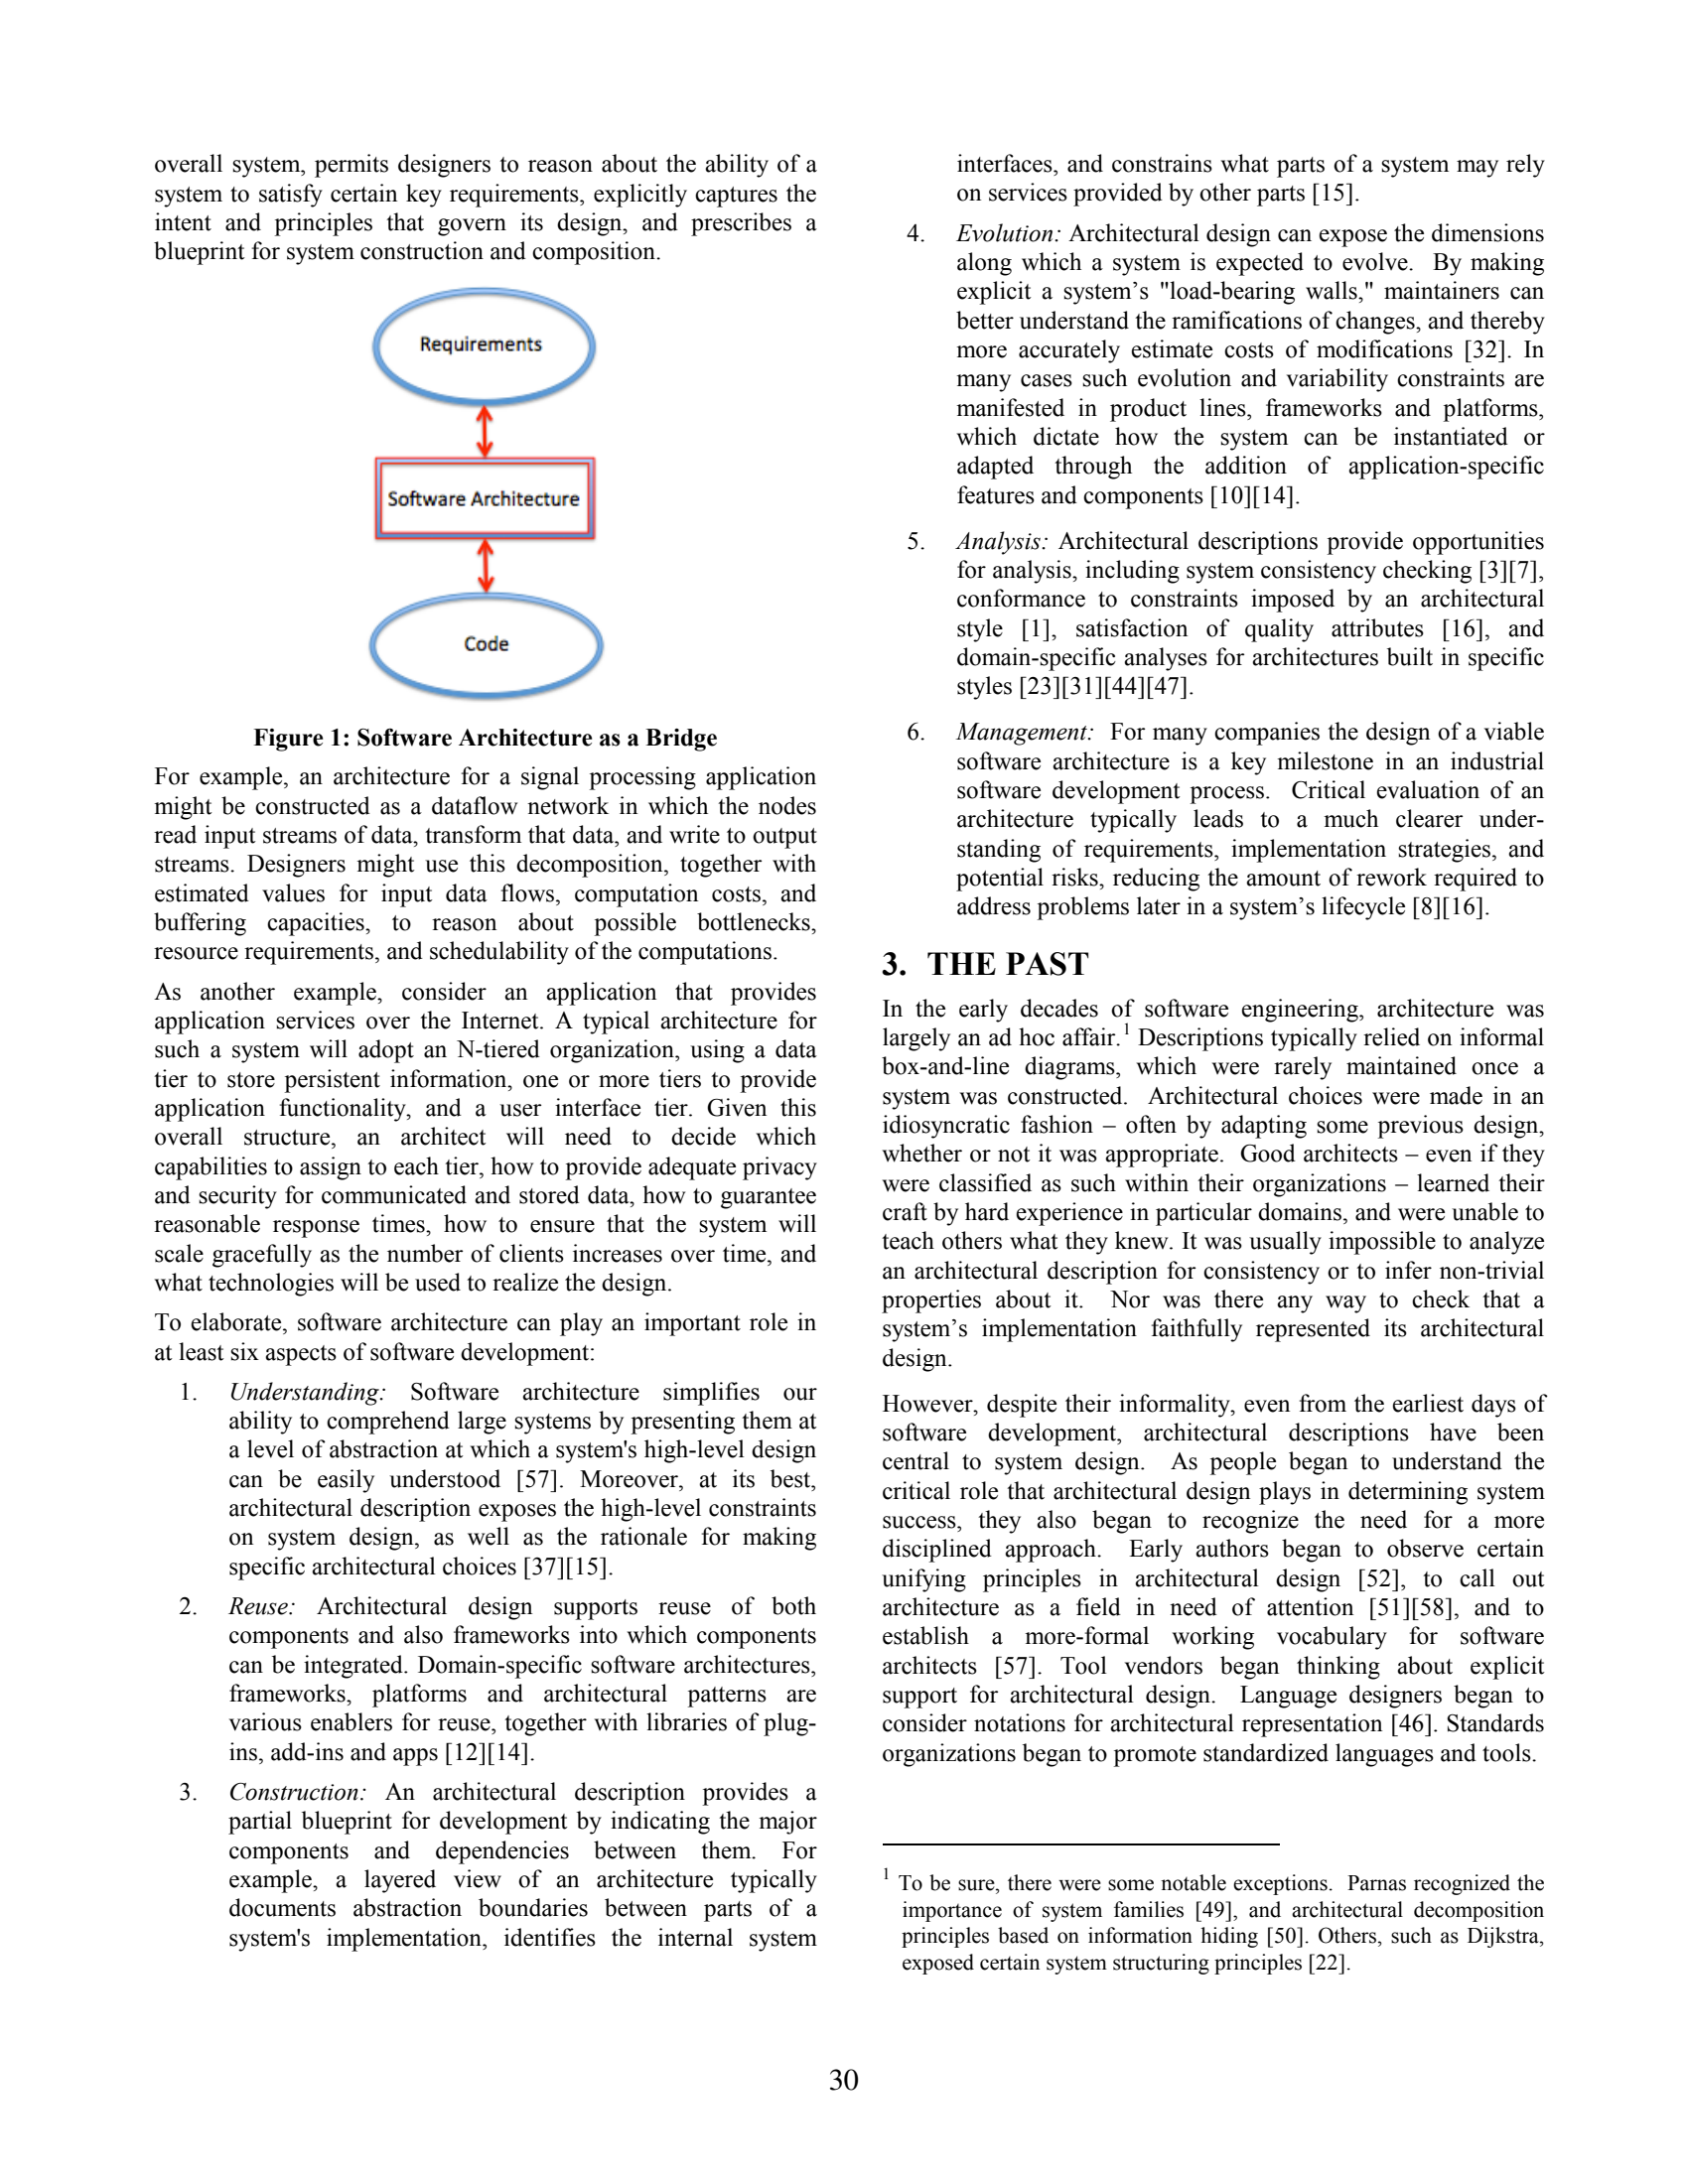 overall system, permits designers to reason about the ability of a
system to satisfy certain key requirements, explicitly captures the
intent and principles that govern its design, and prescribes a
blueprint for system construction and composition.
Requirements
Software Architecture
Code
Figure 1: Software Architecture as a Bridge
For example, an architecture for a signal processing application
might be constructed as a dataflow network in which the nodes
read input streams of data, transform that data, and write to output
streams. Designers might use this decomposition, together with
estimated values for input data flows, computation costs, and
buffering capacities, to reason about possible bottlenecks,
resource requirements, and schedulability of the computations.
As another example, consider an application that provides
application services over the Internet. A typical architecture for
such a system will adopt an N-tiered organization, using a data
tier to store persistent information, one or more tiers to provide
application functionality, and a user interface tier. Given this
overall structure, an architect will need to decide which
capabilities to assign to each tier, how to provide adequate privacy
and security for communicated and stored data, how to guarantee
reasonable response times, how to ensure that the system will
scale gracefully as the number of clients increases over time, and
what technologies will be used to realize the design.
To elaborate, software architecture can play an important role in
at least six aspects of software development:
1. Understanding: Software architecture simplifies our
ability to comprehend large systems by presenting them at
a level of abstraction at which a system's high-level design
can be easily understood [57]. Moreover, at its best,
architectural description exposes the high-level constraints
on system design, as well as the rationale for making
specific architectural choices [37][15].
2. Reuse: Architectural design supports reuse of both
components and also frameworks into which components
can be integrated. Domain-specific software architectures,
frameworks, platforms and architectural patterns are
various enablers for reuse, together with libraries of plug-
ins, add-ins and apps [12][14].
3. Construction: An architectural description provides a
partial blueprint for development by indicating the major
components and dependencies between them. For
example, a layered view of an architecture typically
documents abstraction boundaries between parts of a
system's implementation, identifies the internal system
interfaces, and constrains what parts of a system may rely
on services provided by other parts [15].
4. Evolution: Architectural design can expose the dimensions
along which a system is expected to evolve. By making
explicit a system’s "load-bearing walls," maintainers can
better understand the ramifications of changes, and thereby
more accurately estimate costs of modifications [32]. In
many cases such evolution and variability constraints are
manifested in product lines, frameworks and platforms,
which dictate how the system can be instantiated or
adapted through the addition of application-specific
features and components [10][14].
5. Analysis: Architectural descriptions provide opportunities
for analysis, including system consistency checking [3][7],
conformance to constraints imposed by an architectural
style [1], satisfaction of quality attributes [16], and
domain-specific analyses for architectures built in specific
styles [23][31][44][47].
6. Management: For many companies the design of a viable
software architecture is a key milestone in an industrial
software development process. Critical evaluation of an
architecture typically leads to a much clearer under-
standing of requirements, implementation strategies, and
potential risks, reducing the amount of rework required to
address problems later in a system’s lifecycle [8][16].
3. THE PAST
In the early decades of software engineering, architecture was
largely an ad hoc affair.1 Descriptions typically relied on informal
box-and-line diagrams, which were rarely maintained once a
system was constructed. Architectural choices were made in an
idiosyncratic fashion – often by adapting some previous design,
whether or not it was appropriate. Good architects – even if they
were classified as such within their organizations – learned their
craft by hard experience in particular domains, and were unable to
teach others what they knew. It was usually impossible to analyze
an architectural description for consistency or to infer non-trivial
properties about it. Nor was there any way to check that a
system’s implementation faithfully represented its architectural
design.
However, despite their informality, even from the earliest days of
software development, architectural descriptions have been
central to system design. As people began to understand the
critical role that architectural design plays in determining system
success, they also began to recognize the need for a more
disciplined approach. Early authors began to observe certain
unifying principles in architectural design [52], to call out
architecture as a field in need of attention [51][58], and to
establish a more-formal working vocabulary for software
architects [57]. Tool vendors began thinking about explicit
support for architectural design. Language designers began to
consider notations for architectural representation [46]. Standards
organizations began to promote standardized languages and tools.
1 To be sure, there were some notable exceptions. Parnas recognized the
importance of system families [49], and architectural decomposition
principles based on information hiding [50]. Others, such as Dijkstra,
exposed certain system structuring principles [22].
30